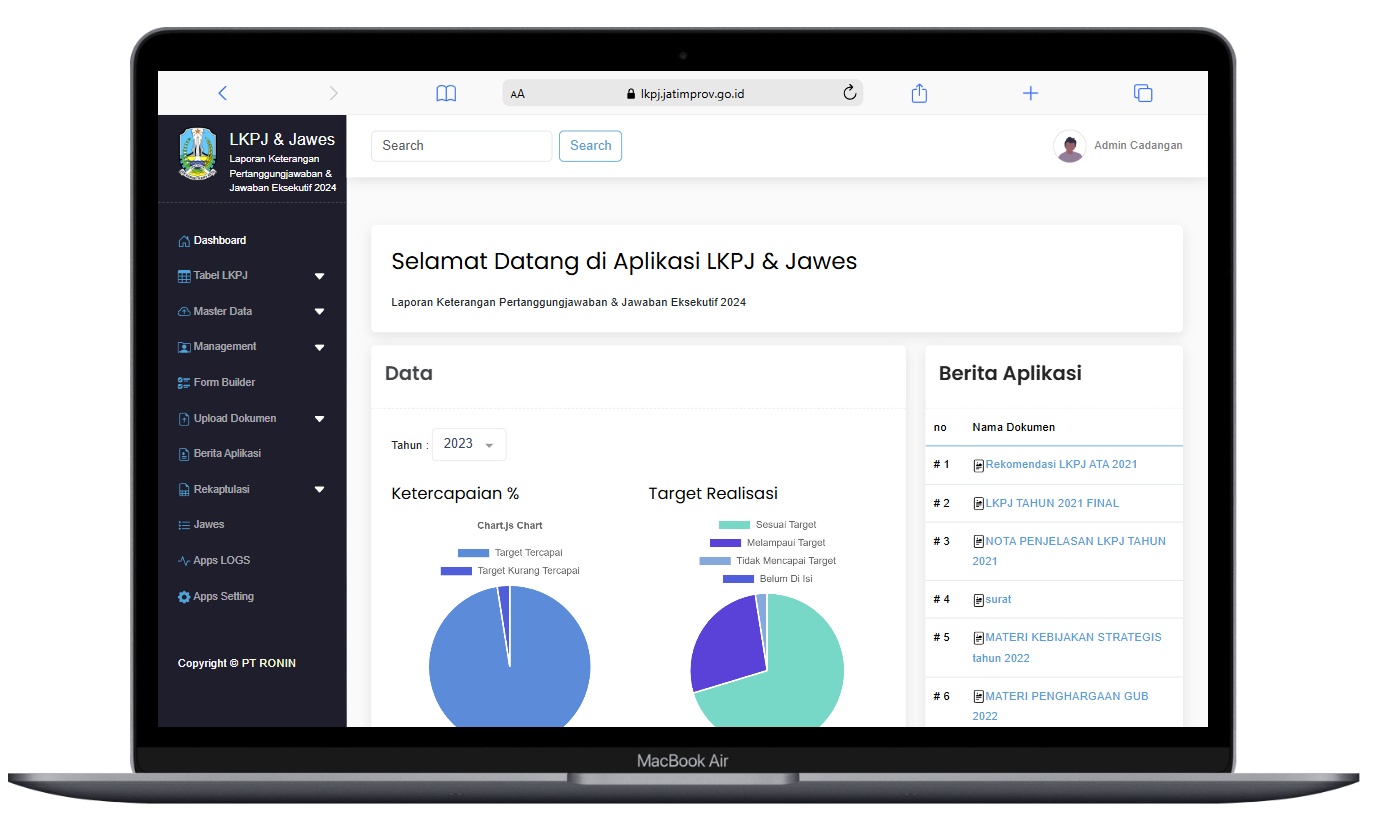 AA
lkpj.jatimprov.go.id
LKPJ & Jawes
Laporan Keterangan
Pertanggungjawaban &
Jawaban Eksekutif 2024
Search
Search
Admin Cadangan
Dashboard
Tabel LKPJ
Master Data
Management
Form Builder
Upload Dokumen
Berita Aplikasi
Rekaptulasi
Jawes
Apps LOGS
Apps Setting
Copyright © PT RONIN
Selamat Datang di Aplikasi LKPJ & Jawes
Laporan Keterangan Pertanggungjawaban & Jawaban Eksekutif 2024
Data
Tahun : 2023
Ketercapaian %
Chart.js Chart
Target Tercapai
Target Kurang Tercapai
Target Realisasi
Sesuai Target
Melampaui Target
Tidak Mencapai Target
Belum Di Isi
Berita Aplikasi
no Nama Dokumen
# 1 Rekomendasi LKPJ ATA 2021
# 2 LKPJ TAHUN 2021 FINAL
# 3 NOTA PENJELASAN LKPJ TAHUN
2021
# 4 surat
# 5 MATERI KEBIJAKAN STRATEGIS
tahun 2022
# 6 MATERI PENGHARGAAN GUB
2022
MacBook Air